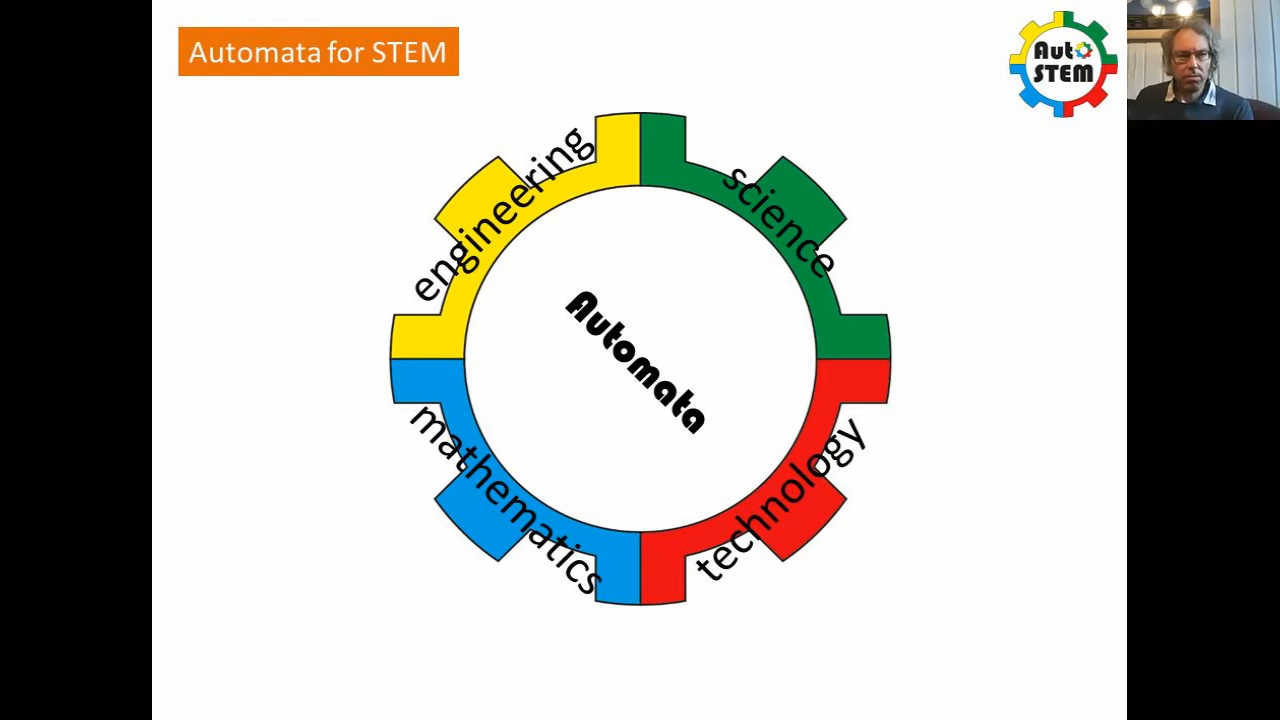 Automata for STEM
Aut
STEM
engineering
science
Automata
mathematics
technology